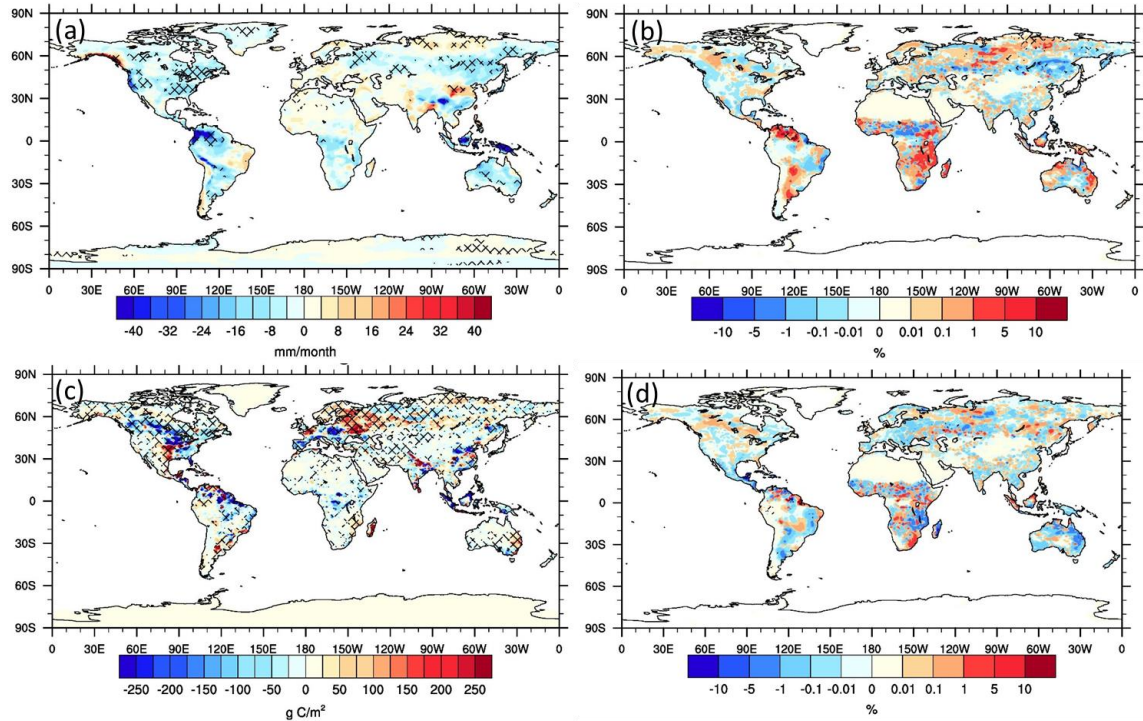 (a)
90N
60N
30N
0
30S
60S
90S
0 30E 60E 90E 120E 150E 180 150W 120W 90W 60W 30W 0
-40 -32 -24 -16 -8 0 8 16 24 32 40
mm/month
(b)
90N
60N
30N
0
30S
60S
90S
0 30E 60E 90E 120E 150E 180 150W 120W 90W 60W 30W 0
-10 -5 -1 -0.1 -0.01 0 0.01 0.1 1 5 10
%
(c)
90N
60N
30N
0
30S
60S
90S
0 30E 60E 90E 120E 150E 180 150W 120W 90W 60W 30W 0
-250 -200 -150 -100 -50 0 50 100 150 200 250
g C/m²
(d)
90N
60N
30N
0
30S
60S
90S
0 30E 60E 90E 120E 150E 180 150W 120W 90W 60W 30W 0
-10 -5 -1 -0.1 -0.01 0 0.01 0.1 1 5 10
%